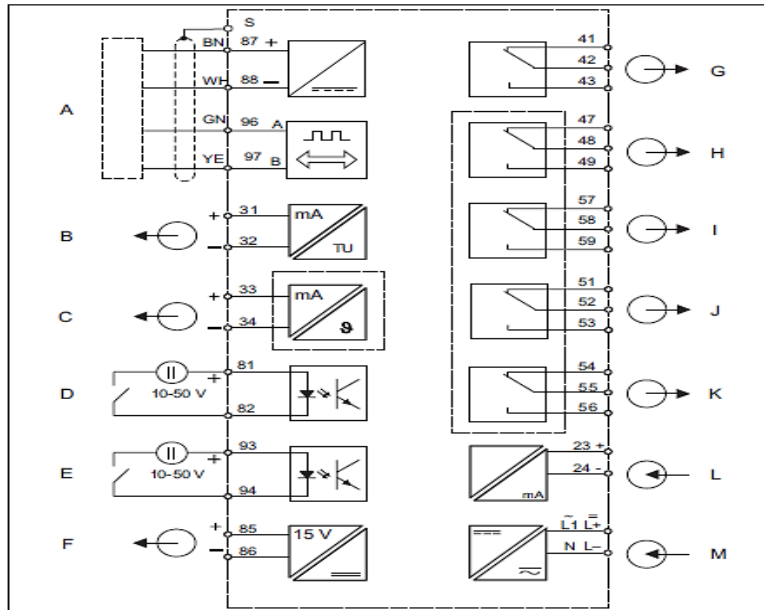 S
BN 87 +
WH 88 –
A
GN 96 A
YE 97 B
B + 31 mA
– 32 TU
C + 33 mA
– 34 ϑ
D 10-50 V + 81
82
E 10-50 V + 93
94
F + 85 15 V
– 86
41
42 G
43
47
48 H
49
57
58 I
59
51
52 J
53
54
55 K
56
23 +
24 - L
mA
L1 L+
N L– M